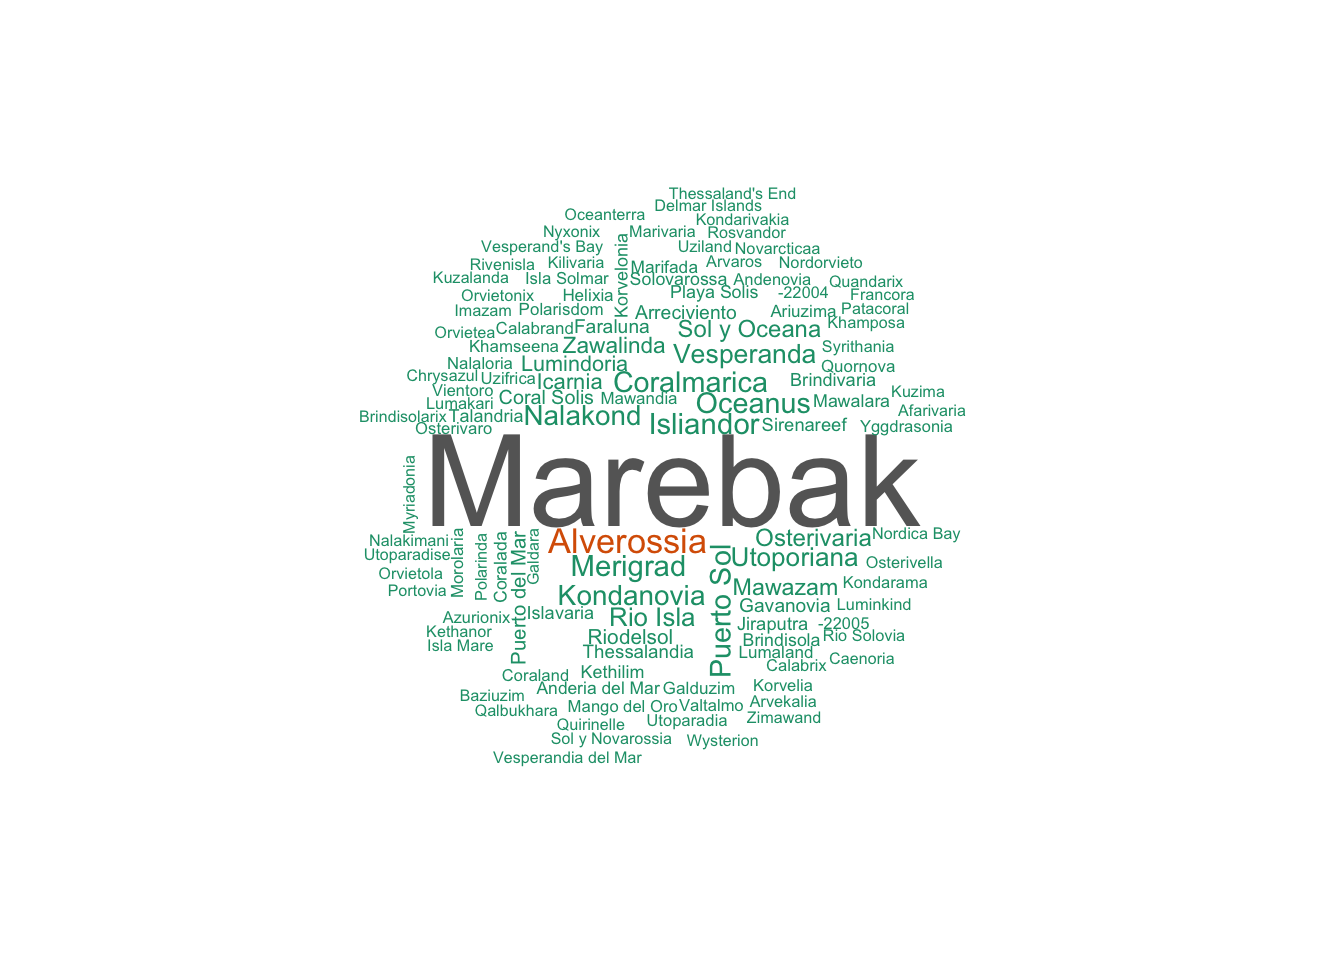 Thessaland's End
Delmar Islands
Oceanterra
Kondarivakia
Nyxonix
Marivaria
Rosvandor
Vesperand's Bay
Korvelonia
Uziland
Novarcticaa
Rivenisla
Kilivaria
Marifada
Arvaros
Nordorvieto
Kuzalanda
Isla Solmar
Solovarossa
Andenovia
Quandarix
Orvietonix
Helixia
Playa Solis
-22004
Francora
Imazam
Polarisdom
Arreciviento
Ariuzima
Patacoral
Orvietea
Calabrand
Faraluna
Sol y Oceana
Khamposa
Khamseena
Zawalinda
Vesperanda
Syrithania
Nalaloria
Lumindoria
Quornova
Chrysazul
Uzifrica
Icarnia
Coralmarica
Brindivaria
Vientoro
Coral Solis
Mawandia
Oceanus
Mawalara
Kuzima
Lumakari
Afarivaria
Brindisolarix
Talandria
Nalakond
Isliandor
Sirenareef
Yggdrasonia
Osterivaro
Marebak
Myriadonia
Nalakimani
Morolaria
Polarinda
Coralada
Puerto del Mar
Galdara
Alverossia
Puerto Sol
Osterivaria
Nordica Bay
Utoparadise
Merigrad
Utoporiana
Osterivella
Orvietola
Portovia
Kondanovia
Mawazam
Kondarama
Azurionix
Islavaria
Rio Isla
Gavanovia
Luminkind
Kethanor
Riodelsol
Jiraputra
-22005
Isla Mare
Thessalandia
Brindisola
Rio Solovia
Lumaland
Coraland
Kethilim
Calabrix
Caenoria
Baziuzim
Anderia del Mar
Galduzim
Korvelia
Qalbukhara
Mango del Oro
Valtalmo
Arvekalia
Quirinelle
Utoparadia
Zimawand
Sol y Novarossia
Wysterion
Vesperandia del Mar